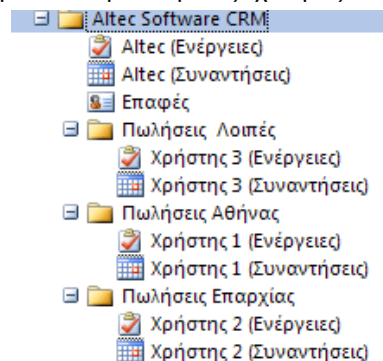 Altec Software CRM
Altec (Ενέργειες)
Altec (Συναντήσεις)
Επαφές
Πωλήσεις Λοιπές
Χρήστης 3 (Ενέργειες)
Χρήστης 3 (Συναντήσεις)
Πωλήσεις Αθήνας
Χρήστης 1 (Ενέργειες)
Χρήστης 1 (Συναντήσεις)
Πωλήσεις Επαρχίας
Χρήστης 2 (Ενέργειες)
Χρήστης 2 (Συναντήσεις)